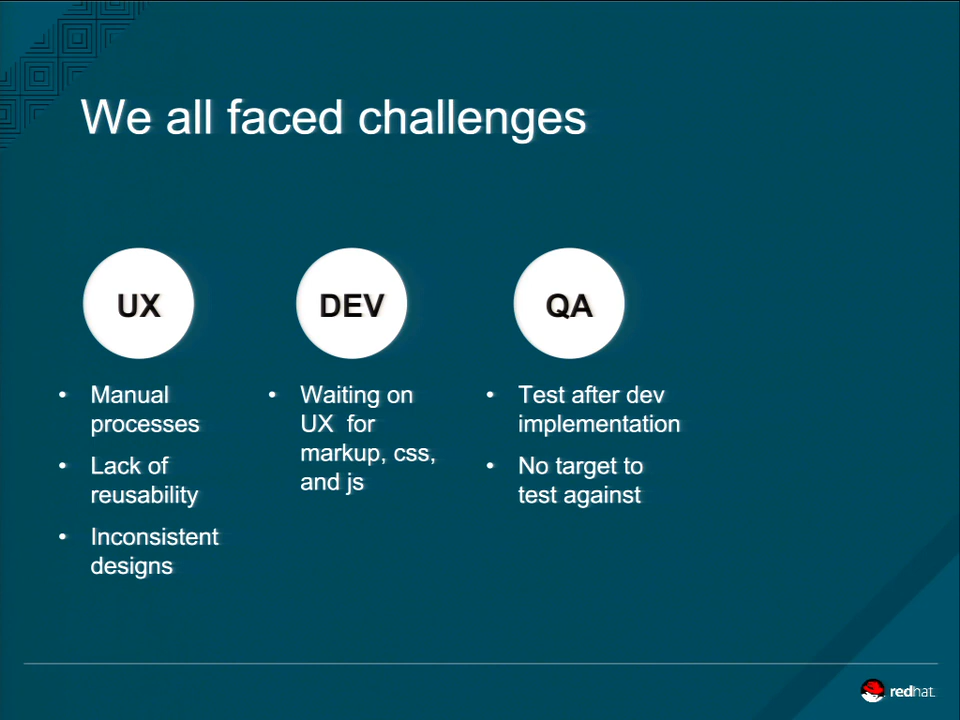 We all faced challenges
UX
DEV
QA
• Manual
processes
• Lack of
reusability
• Inconsistent
designs
• Waiting on
UX for
markup, css,
and js
• Test after dev
implementation
• No target to
test against
redhat.